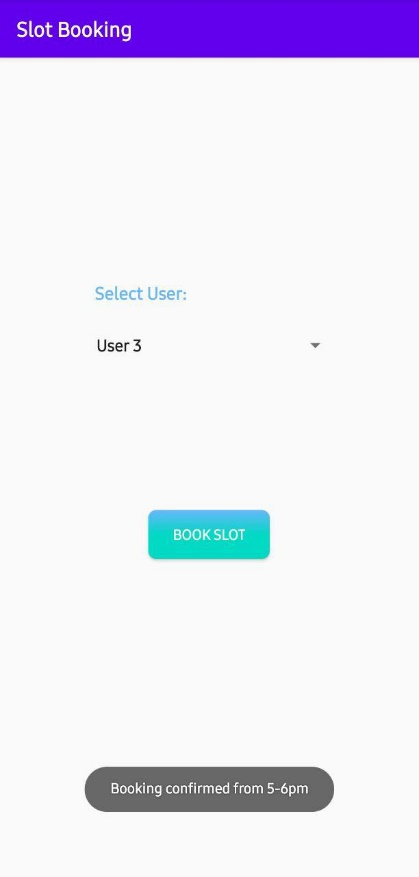 Slot Booking
Select User:
User 3
BOOK SLOT
Booking confirmed from 5-6pm